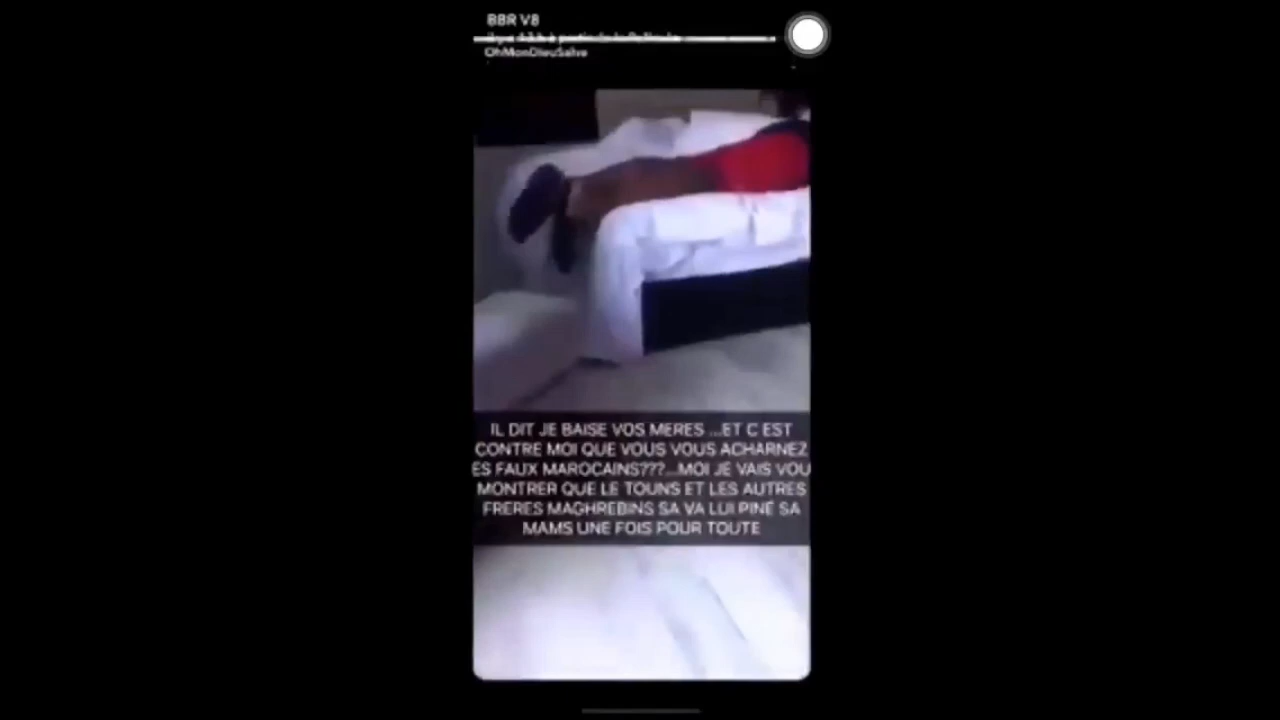 BBR V8
OhMonDieuSalve
IL DIT JE BAISE VOS MERES ...ET C EST
CONTRE MOI QUE VOUS VOUS ACHARNEZ
ES FAUX MAROCAINS???...MOI JE VAIS VOU
MONTRER QUE LE TOUNS ET LES AUTRES
FRERES MAGHREBINS SA VA LUI PINE SA
MAMS UNE FOIS POUR TOUTE